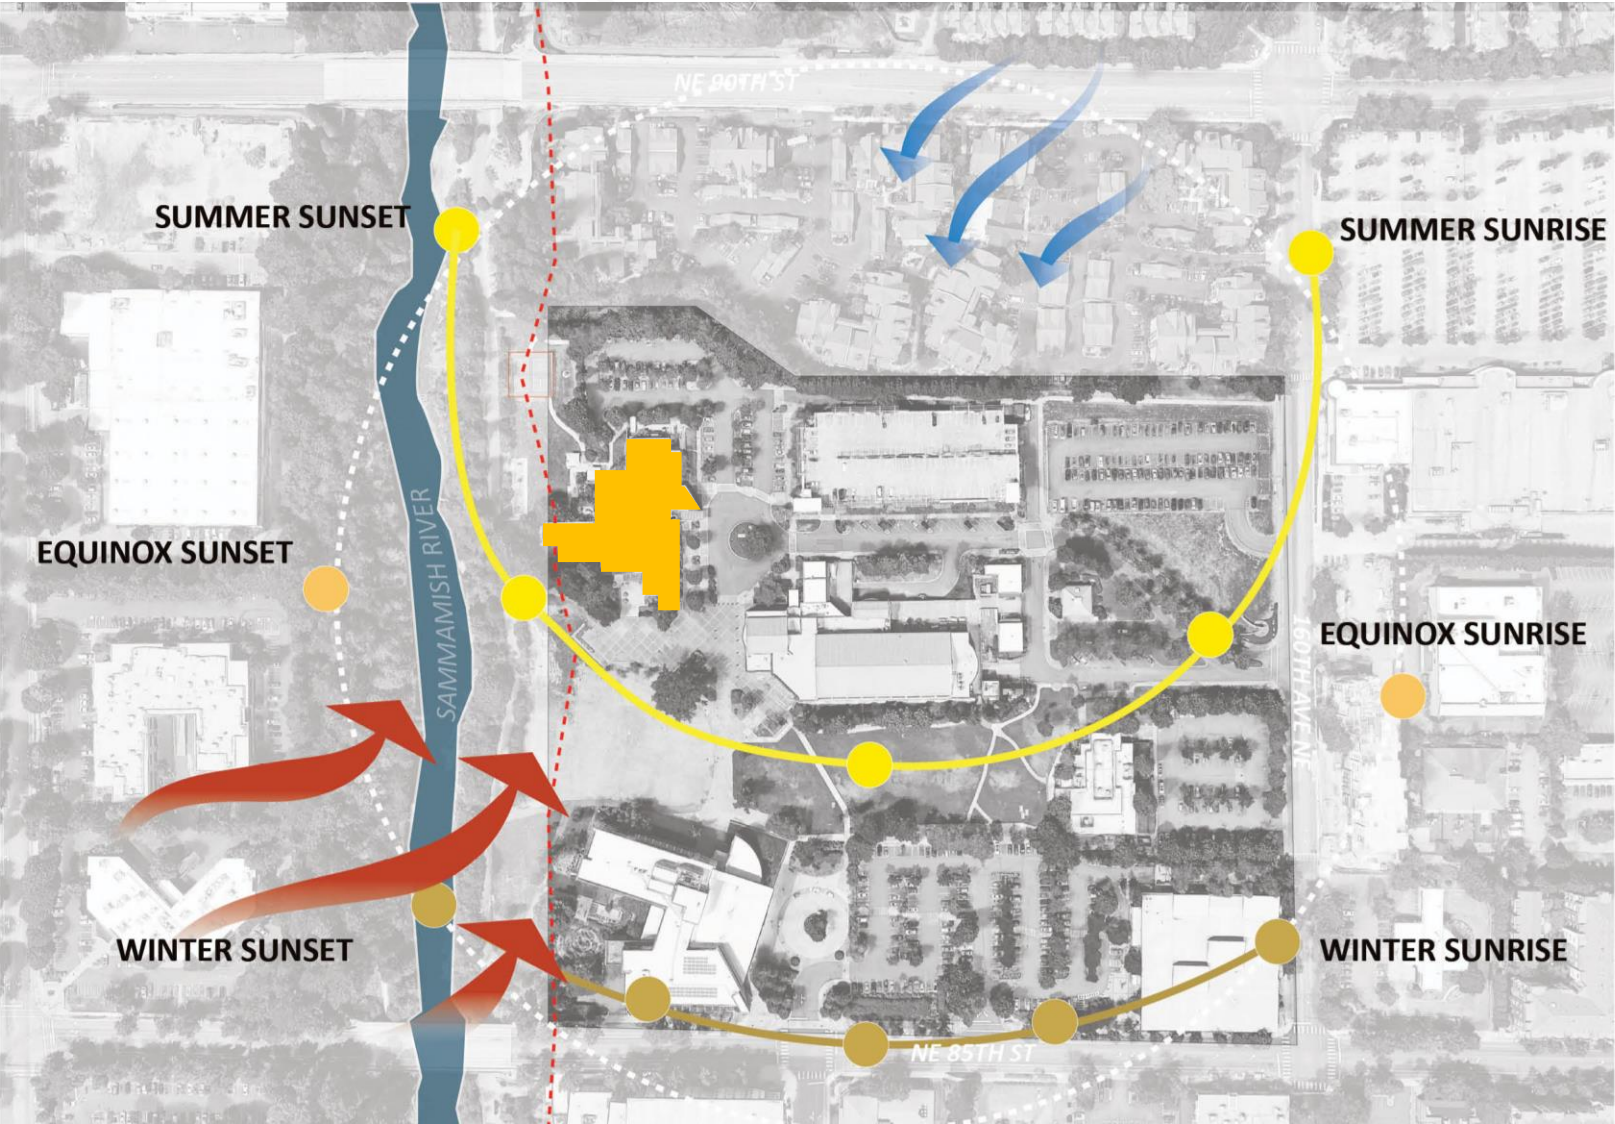 NE 90TH ST
SUMMER SUNSET
SUMMER SUNRISE
SAMMAMISH RIVER
EQUINOX SUNSET
EQUINOX SUNRISE
160TH AVE NE
WINTER SUNSET
WINTER SUNRISE
NE 85TH ST